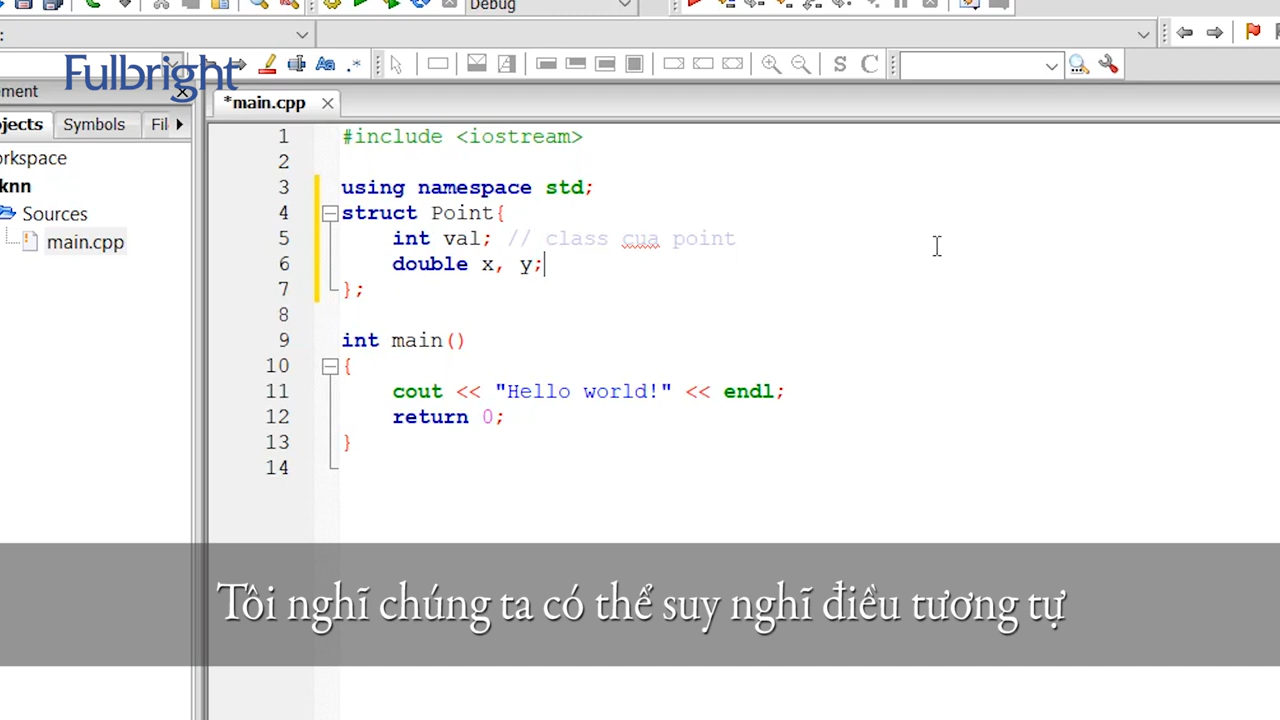 Debug
:
Fulbright
Aa .*
S C
ement
*main.cpp
jects Symbols Fil
orkspace
knn
Sources
main.cpp
1 #include <iostream>
2
3 using namespace std;
4 struct Point{
5 int val; // class cua point
6 double x, y;
7 };
8
9 int main()
10 {
11 cout << "Hello world!" << endl;
12 return 0;
13 }
14
Tôi nghĩ chúng ta có thể suy nghĩ điều tương tự